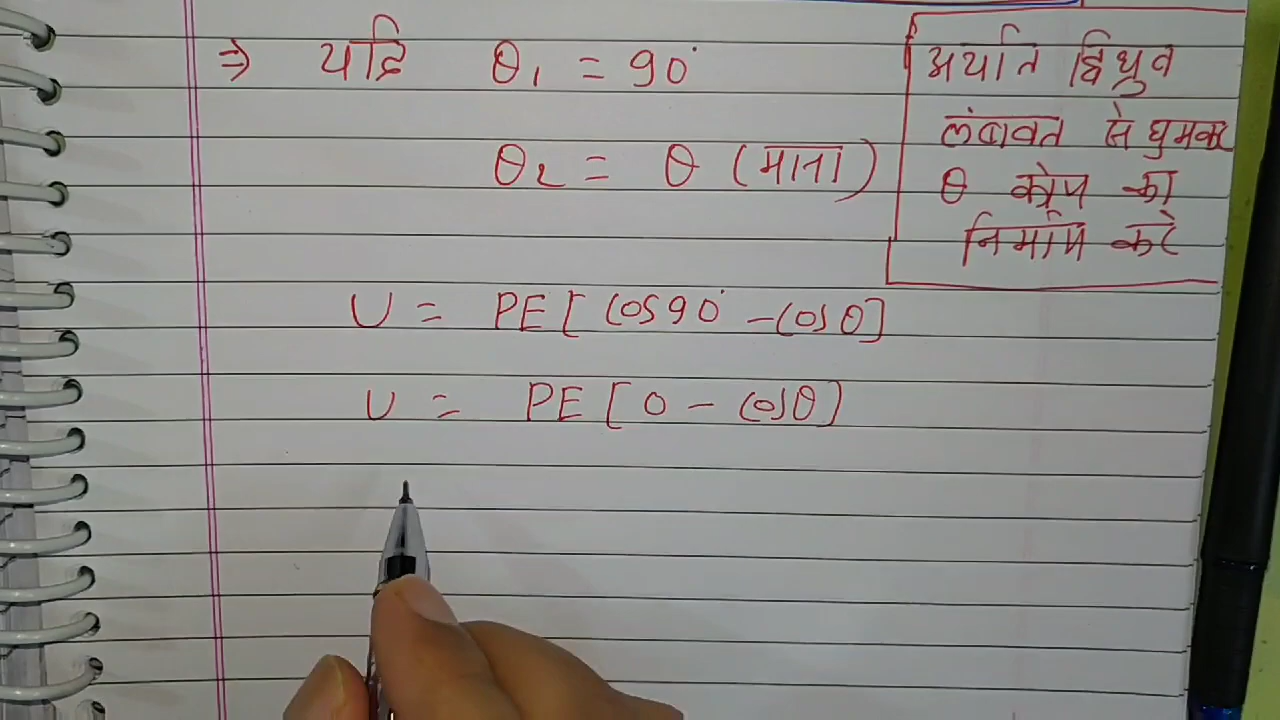 ⇒ यदि θ₁ = 90°
θ₂ = θ (माना)
अर्थात द्विध्रुव
लंबवत से घुमकर
θ कोण का
निर्माण करे
U = PE[cos90° - cosθ]
U = PE[0 - cosθ]